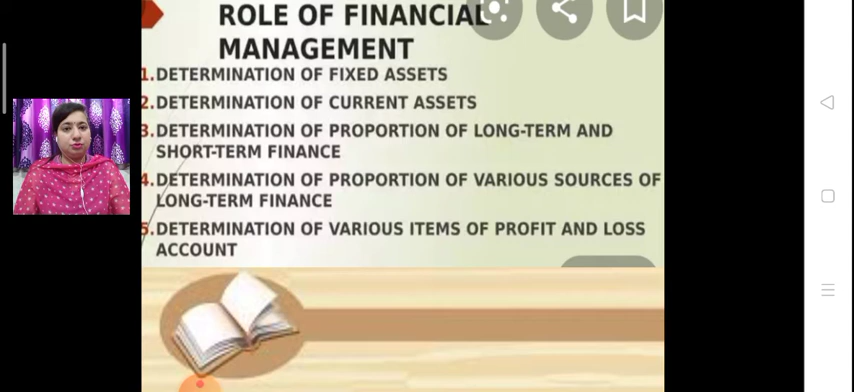 ROLE OF FINANCIAL
MANAGEMENT
1.DETERMINATION OF FIXED ASSETS
2.DETERMINATION OF CURRENT ASSETS
3.DETERMINATION OF PROPORTION OF LONG-TERM AND
SHORT-TERM FINANCE
4.DETERMINATION OF PROPORTION OF VARIOUS SOURCES OF
LONG-TERM FINANCE
5.DETERMINATION OF VARIOUS ITEMS OF PROFIT AND LOSS
ACCOUNT